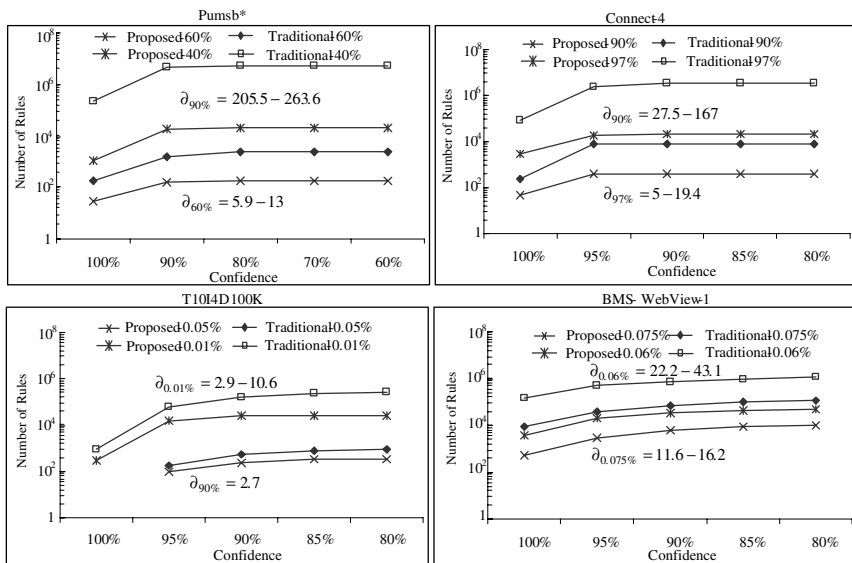 Pumsb*
Proposed-60% Traditional-60%
Proposed-40% Traditional-40%
∂90% = 205.5 – 263.6
∂60% = 5.9 – 13
Number of Rules
10^8
10^6
10^4
10^2
1
100% 90% 80% 70% 60%
Confidence
Connect-4
Proposed-90% Traditional-90%
Proposed-97% Traditional-97%
∂90% = 27.5 – 167
∂97% = 5 – 19.4
Number of Rules
10^8
10^6
10^4
10^2
1
100% 95% 90% 85% 80%
Confidence
T10I4D100K
Proposed-0.05% Traditional-0.05%
Proposed-0.01% Traditional-0.01%
∂0.01% = 2.9 – 10.6
∂90% = 2.7
Number of Rules
10^8
10^6
10^4
10^2
1
100% 95% 90% 85% 80%
Confidence
BMS- WebView-1
Proposed-0.075% Traditional-0.075%
Proposed-0.06% Traditional-0.06%
∂0.06% = 22.2 – 43.1
∂0.075% = 11.6 – 16.2
Number of Rules
10^8
10^6
10^4
10^2
1
100% 95% 90% 85% 80%
Confidence